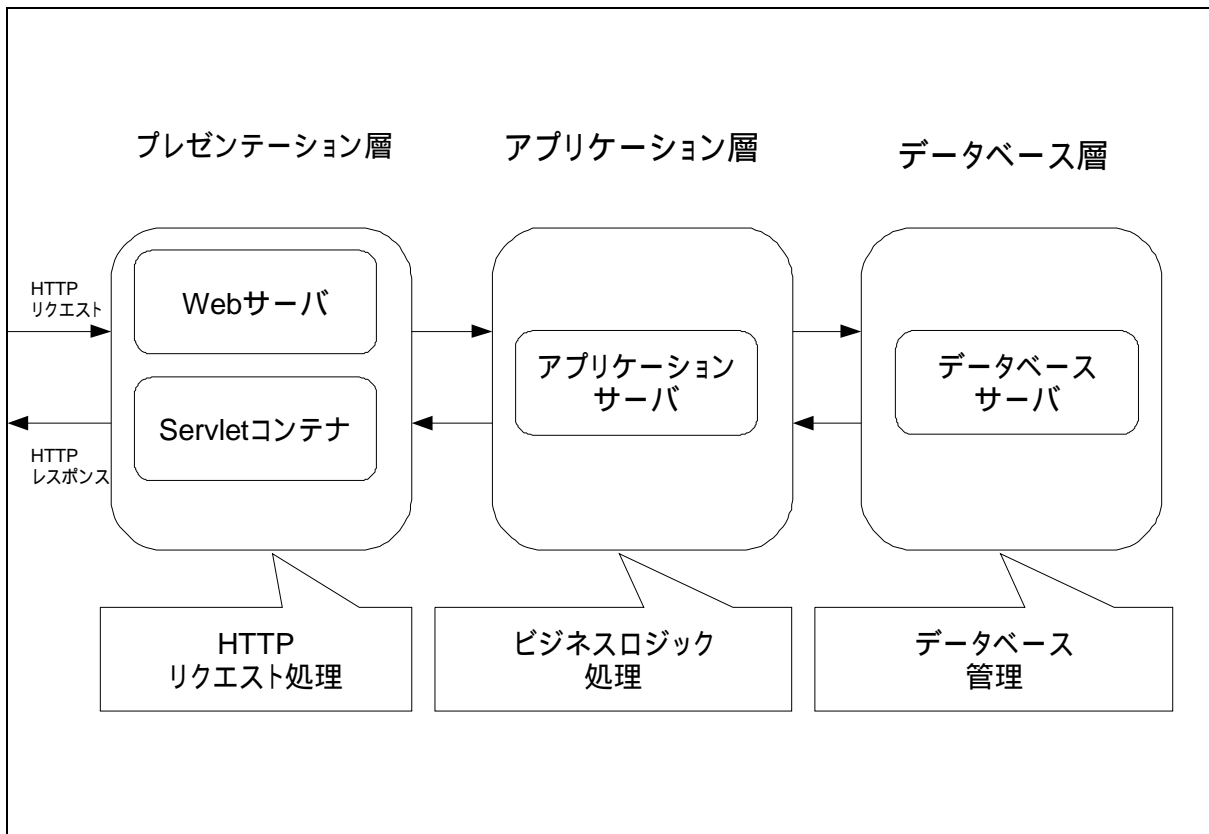 プレゼンテーション層
アプリケーション層
データベース層
HTTP
リクエスト
Webサーバ
Servletコンテナ
HTTP
レスポンス
アプリケーション
サーバ
データベース
サーバ
HTTP
リクエスト処理
ビジネスロジック
処理
データベース
管理